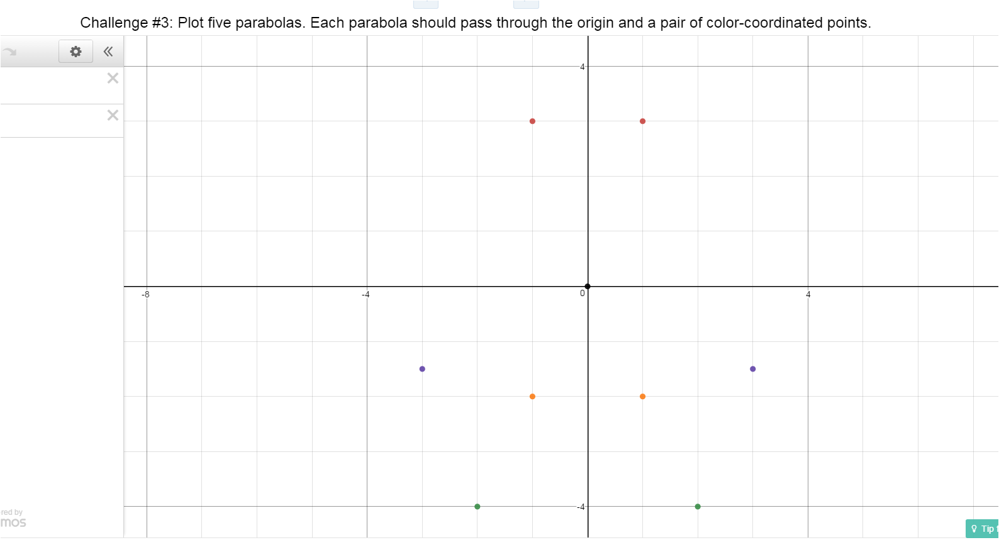 Challenge #3: Plot five parabolas. Each parabola should pass through the origin and a pair of color-coordinated points.
4
-8
-4
0
4
-4
red by
mos
Tip f